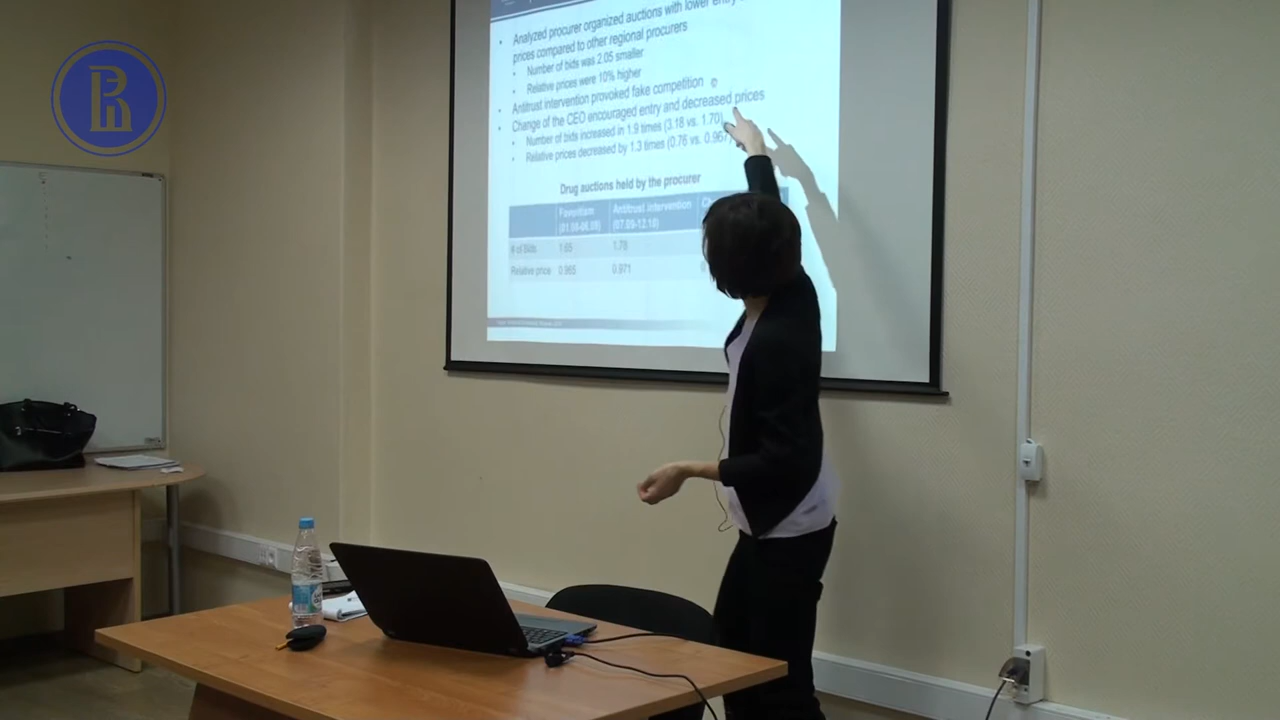 Analyzed procurer organized auctions with lower entry
prices compared to other regional procurers
Number of bids was 2.05 smaller
Relative prices were 10% higher
Antitrust intervention provoked fake competition
Change of the CEO encouraged entry and decreased prices
Number of bids increased in 1.9 times (3.18 vs. 1.70)
Relative prices decreased by 1.3 times (0.76 vs. 0.967)
Drug auctions held by the procurer
Favoritism Antitrust intervention
# of Bids 1.65 1.78
Relative price 0.965 0.971